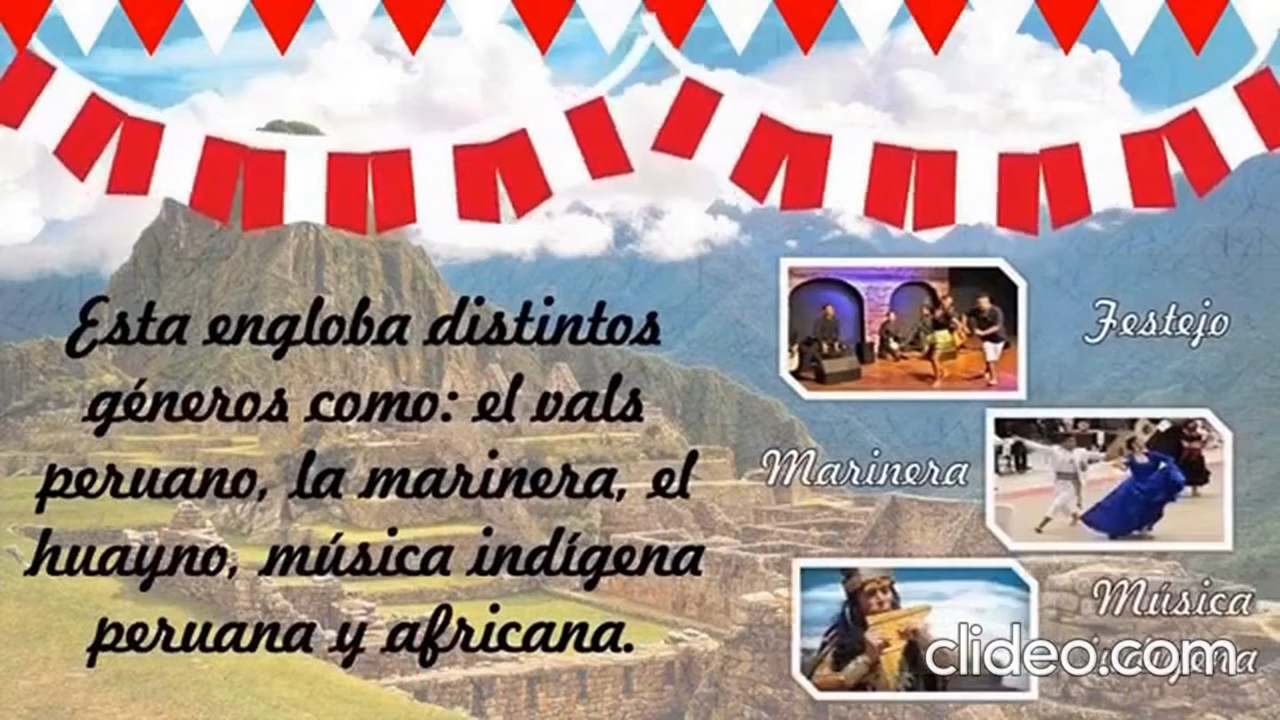 Esta engloba distintos
géneros como: el vals
peruano, la marinera, el
huayno, música indígena
peruana y africana.
Festejo
Marinera
Música
clideo.com